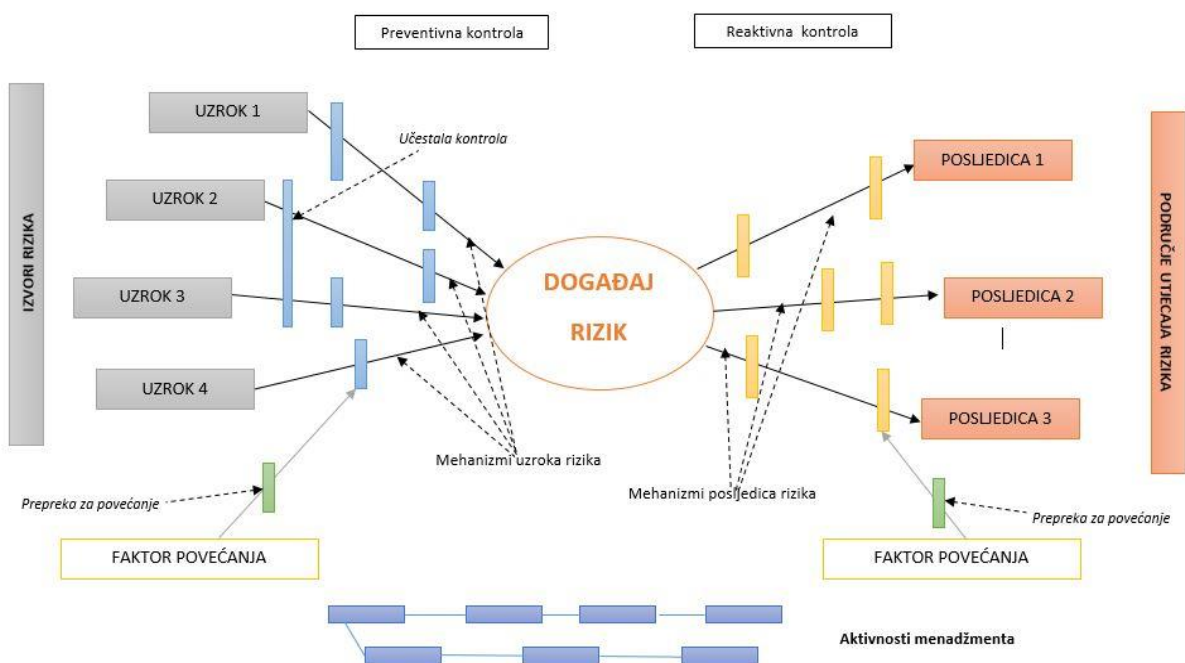 Preventivna kontrola
Reaktivna kontrola
IZVORI RIZIKA
UZROK 1
UZROK 2
UZROK 3
UZROK 4
Učestala kontrola
DOGAĐAJ
RIZIK
POSLJEDICA 1
POSLJEDICA 2
POSLJEDICA 3
PODRUČJE UTJECAJA RIZIKA
Mehanizmi uzroka rizika
Mehanizmi posljedica rizika
Prepreka za povećanje
Prepreka za povećanje
FAKTOR POVEĆANJA
FAKTOR POVEĆANJA
Aktivnosti menadžmenta